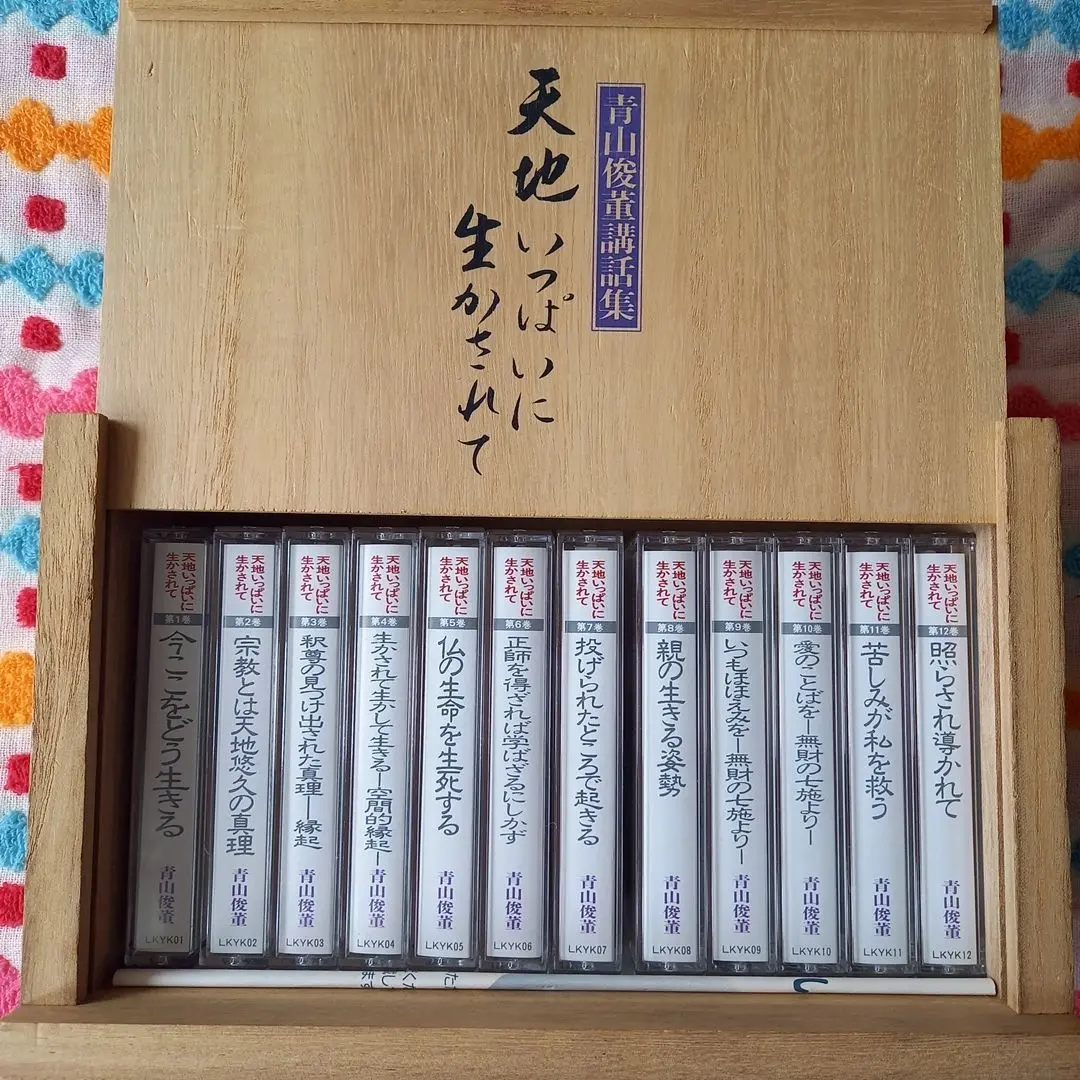 青山俊董講話集
天地いっぱいに
生かされて
天地いっぱいに
生かされて
第1巻
今ここをどう生きる
青山俊董
LKYK01
天地いっぱいに
生かされて
第2巻
宗教とは天地悠久の真理
青山俊董
LKYK02
天地いっぱいに
生かされて
第3巻
釈尊の見つけ出された真理―縁起
青山俊董
LKYK03
天地いっぱいに
生かされて
第4巻
生かされて生かして生きる―空間的縁起―
青山俊董
LKYK04
天地いっぱいに
生かされて
第5巻
仏の生命を生死する
青山俊董
LKYK05
天地いっぱいに
生かされて
第6巻
正師を得ざれば学ばざるにしかず
青山俊董
LKYK06
天地いっぱいに
生かされて
第7巻
投げられたところで起きる
青山俊董
LKYK07
天地いっぱいに
生かされて
第8巻
親の生きる姿勢
青山俊董
LKYK08
天地いっぱいに
生かされて
第9巻
いつもほほえみを―無財の七施より―
青山俊董
LKYK09
天地いっぱいに
生かされて
第10巻
愛のことばを―無財の七施より―
青山俊董
LKYK10
天地いっぱいに
生かされて
第11巻
苦しみが私を救う
青山俊董
LKYK11
天地いっぱいに
生かされて
第12巻
照らされ導かれて
青山俊董
LKYK12